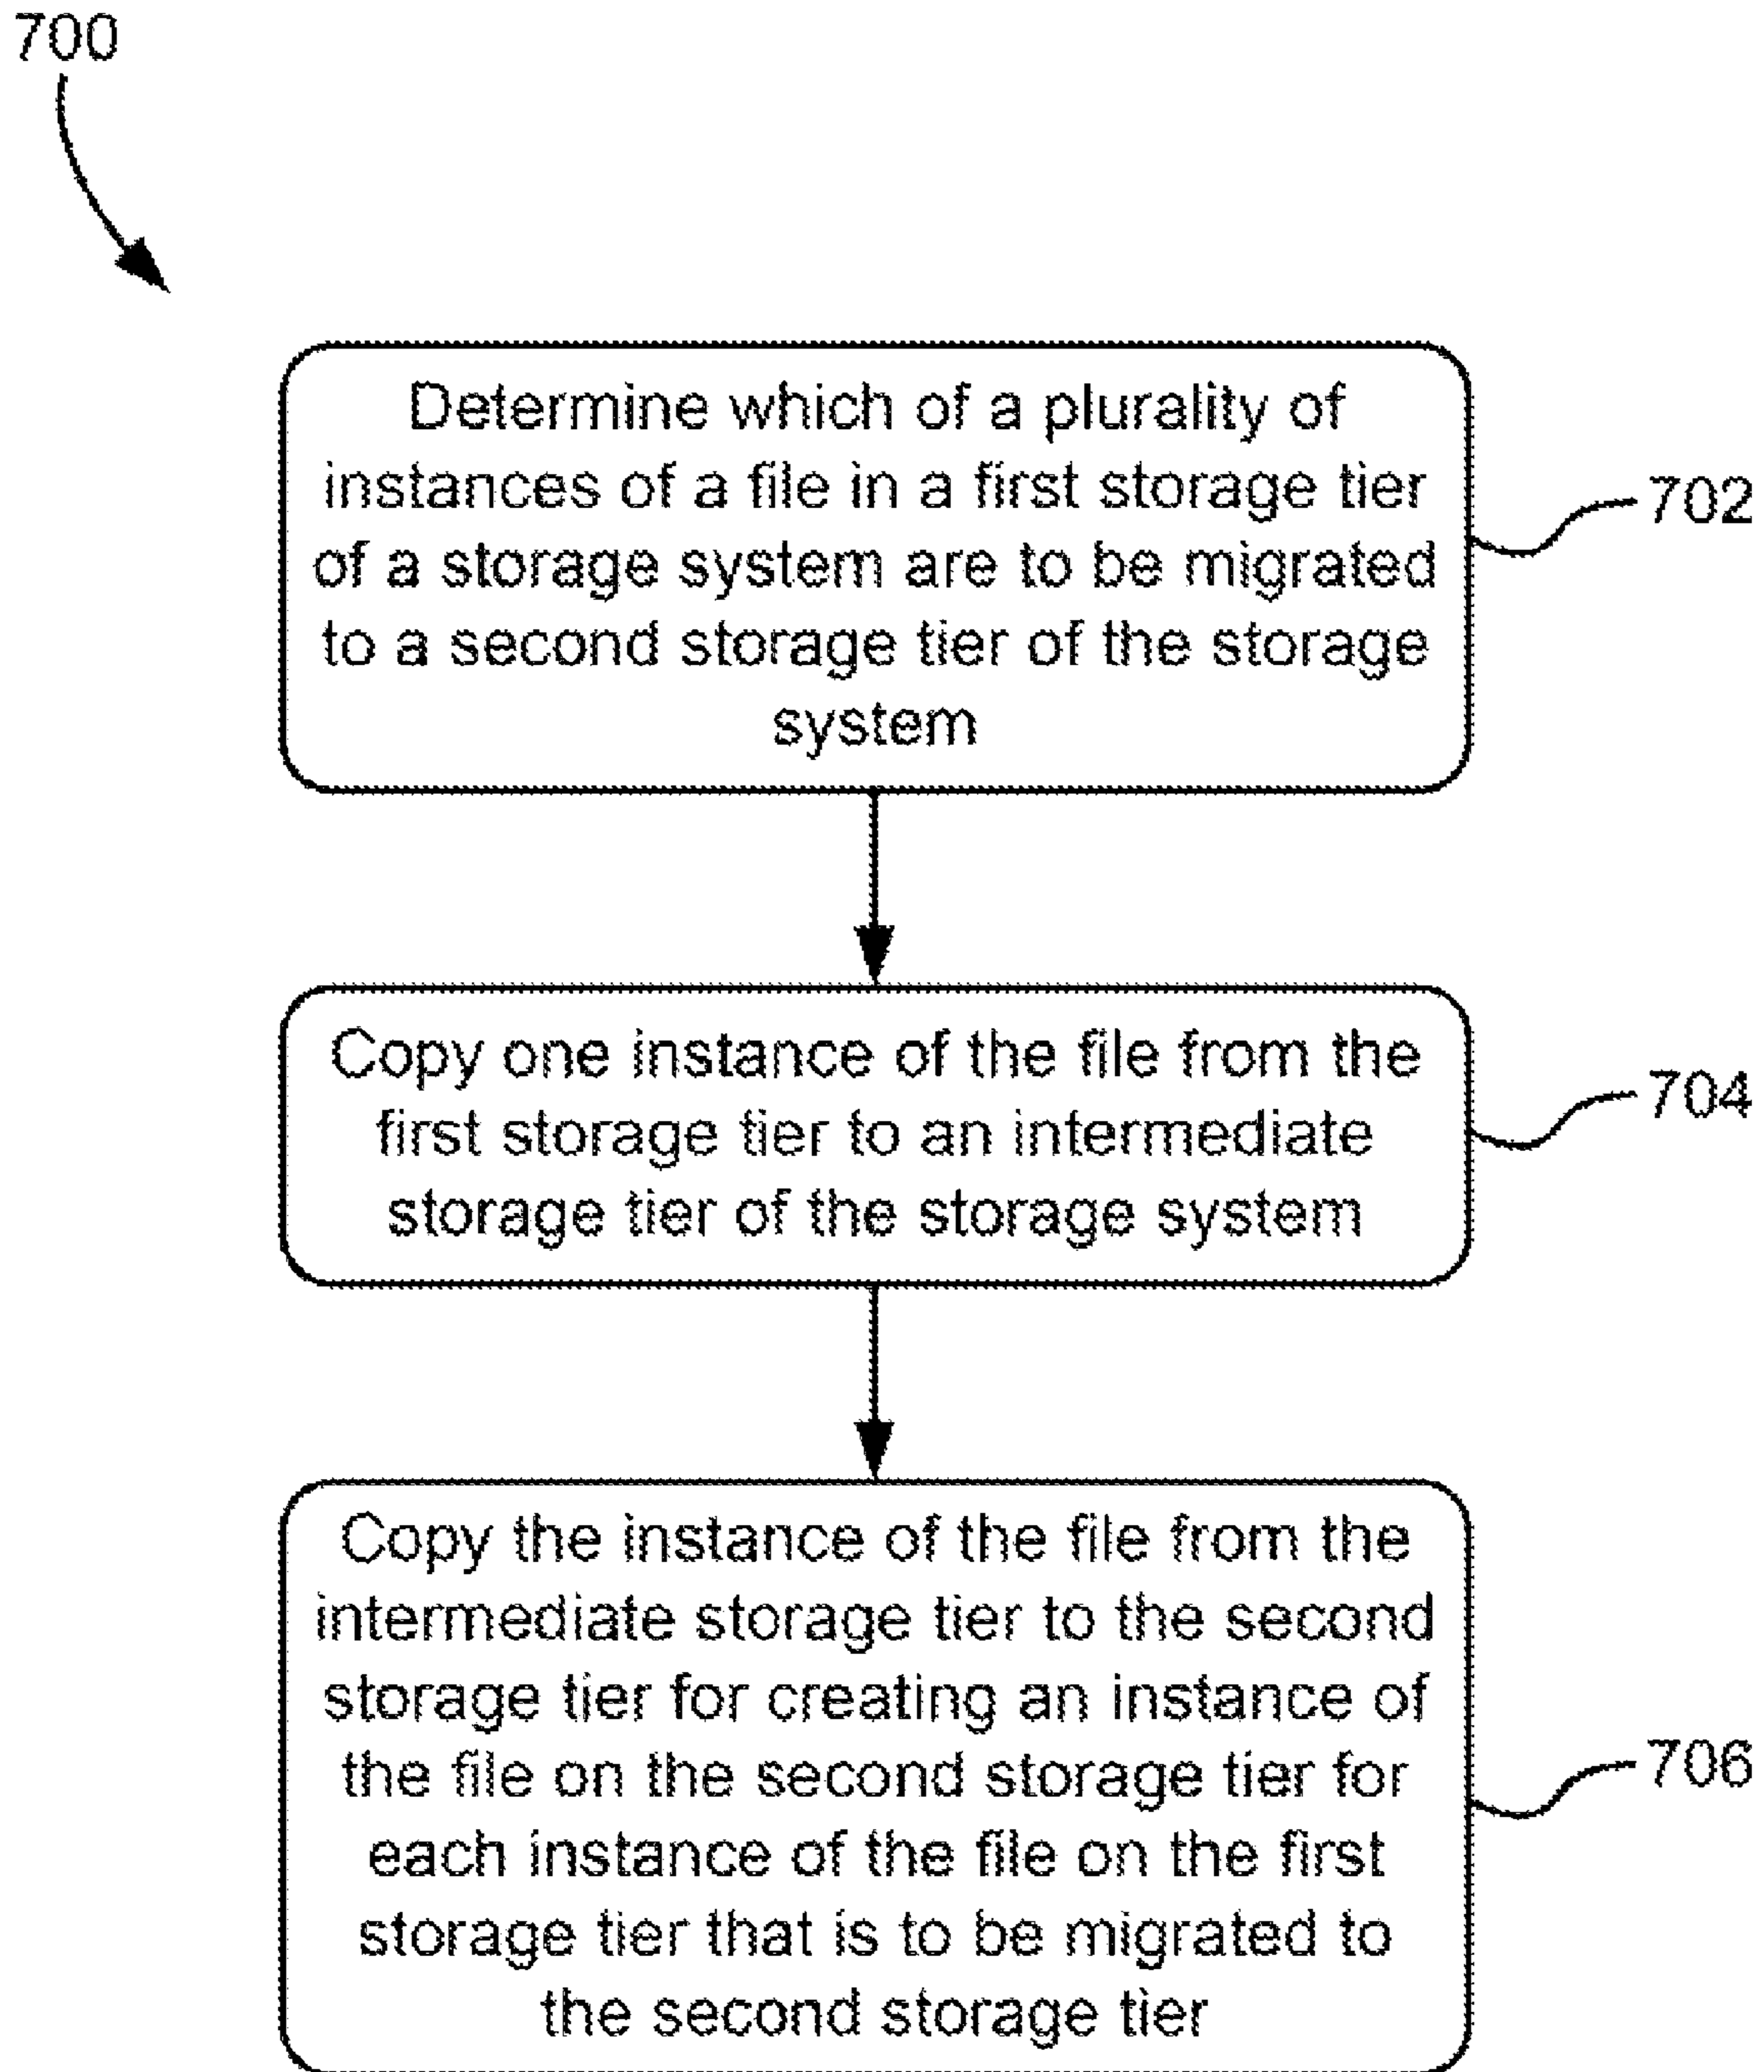 700
Determine which of a plurality of
instances of a file in a first storage tier
of a storage system are to be migrated
to a second storage tier of the storage
system
702
Copy one instance of the file from the
first storage tier to an intermediate
storage tier of the storage system
704
Copy the instance of the file from the
intermediate storage tier to the second
storage tier for creating an instance of
the file on the second storage tier for
each instance of the file on the first
storage tier that is to be migrated to
the second storage tier
706